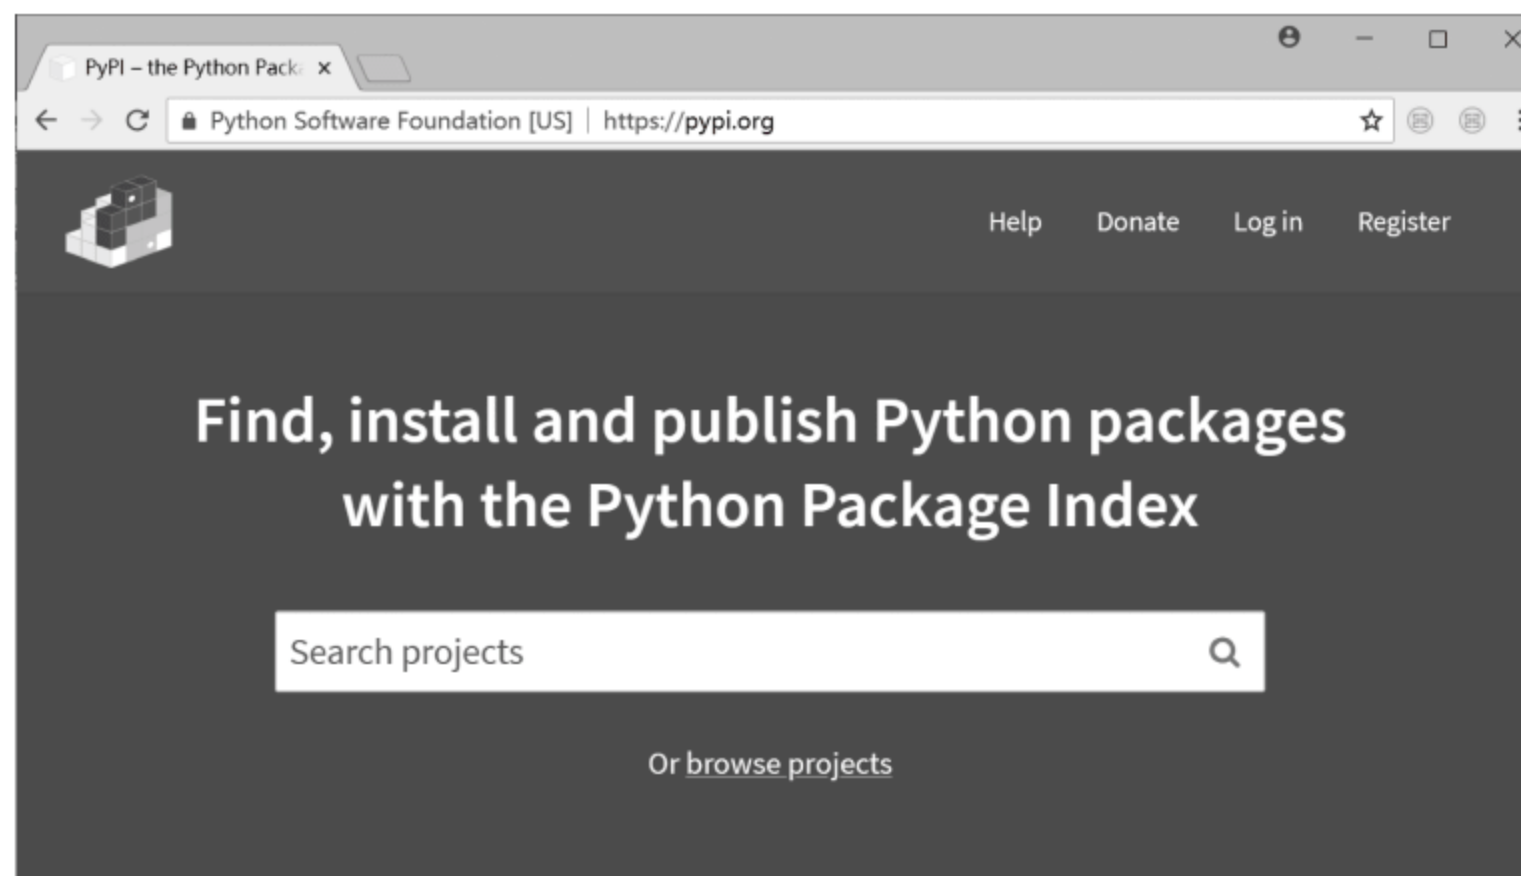 PyPI – the Python Pack
Python Software Foundation [US] | https://pypi.org
Help Donate Log in Register
Find, install and publish Python packages
with the Python Package Index
Search projects
Or browse projects